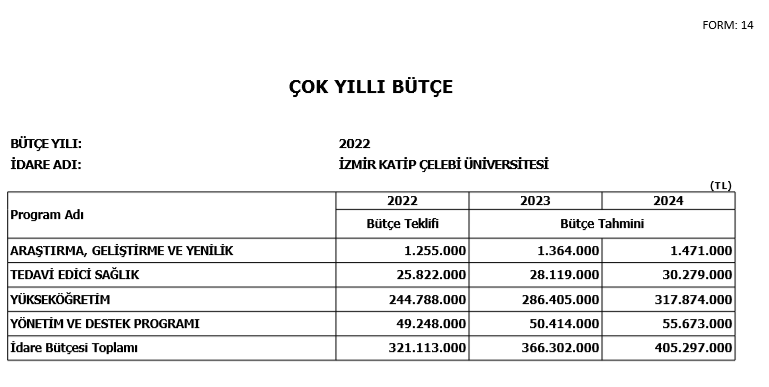 FORM: 14
ÇOK YILLI BÜTÇE
BÜTÇE YILI: 2022
İDARE ADI: İZMİR KATİP ÇELEBİ ÜNİVERSİTESİ
(TL)
Program Adı 2022 2023 2024
Bütçe Teklifi Bütçe Tahmini
ARAŞTIRMA, GELİŞTİRME VE YENİLİK 1.255.000 1.364.000 1.471.000
TEDAVİ EDİCİ SAĞLIK 25.822.000 28.119.000 30.279.000
YÜKSEKÖĞRETİM 244.788.000 286.405.000 317.874.000
YÖNETİM VE DESTEK PROGRAMI 49.248.000 50.414.000 55.673.000
İdare Bütçesi Toplamı 321.113.000 366.302.000 405.297.000